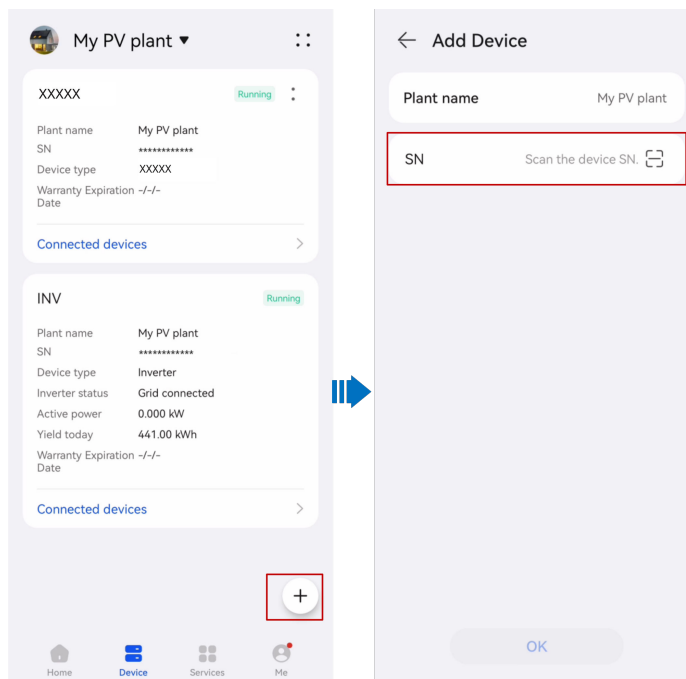 My PV plant ▼
XXXXX
Running
Plant name My PV plant
SN ************
Device type XXXXX
Warranty Expiration -/-/-
Date
Connected devices >
INV
Running
Plant name My PV plant
SN ************
Device type Inverter
Inverter status Grid connected
Active power 0.000 kW
Yield today 441.00 kWh
Warranty Expiration -/-/-
Date
Connected devices >
+
Home Device Services Me
← Add Device
Plant name My PV plant
SN Scan the device SN.
OK